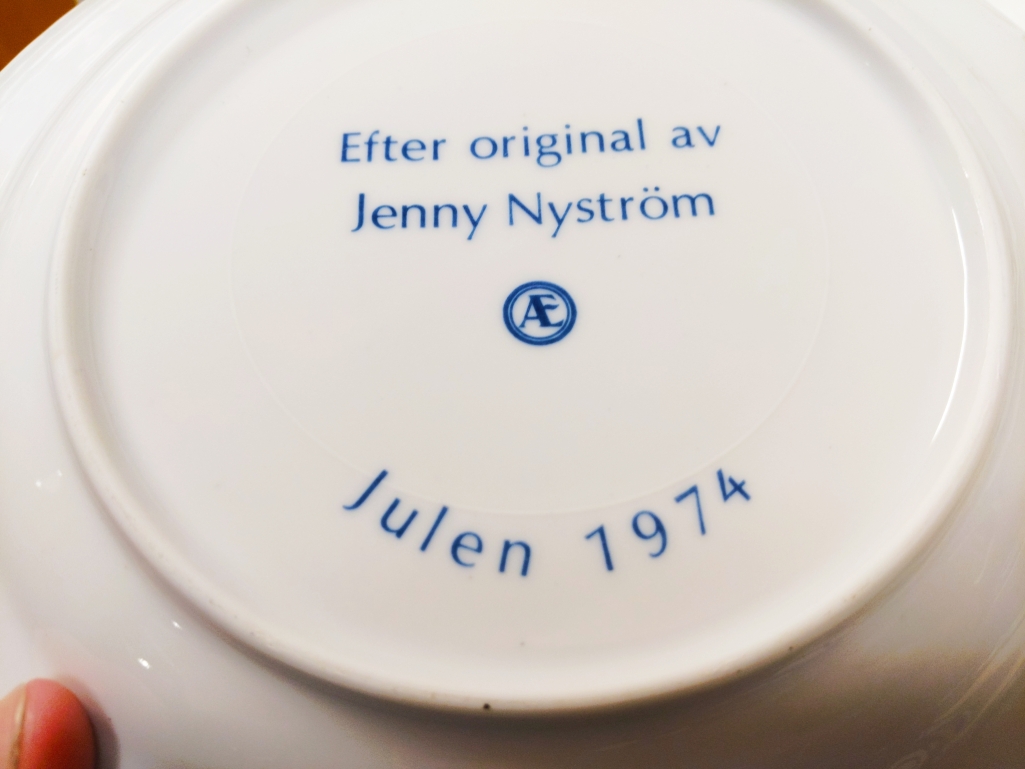 Efter original av
Jenny Nyström
Æ
Julen 1974